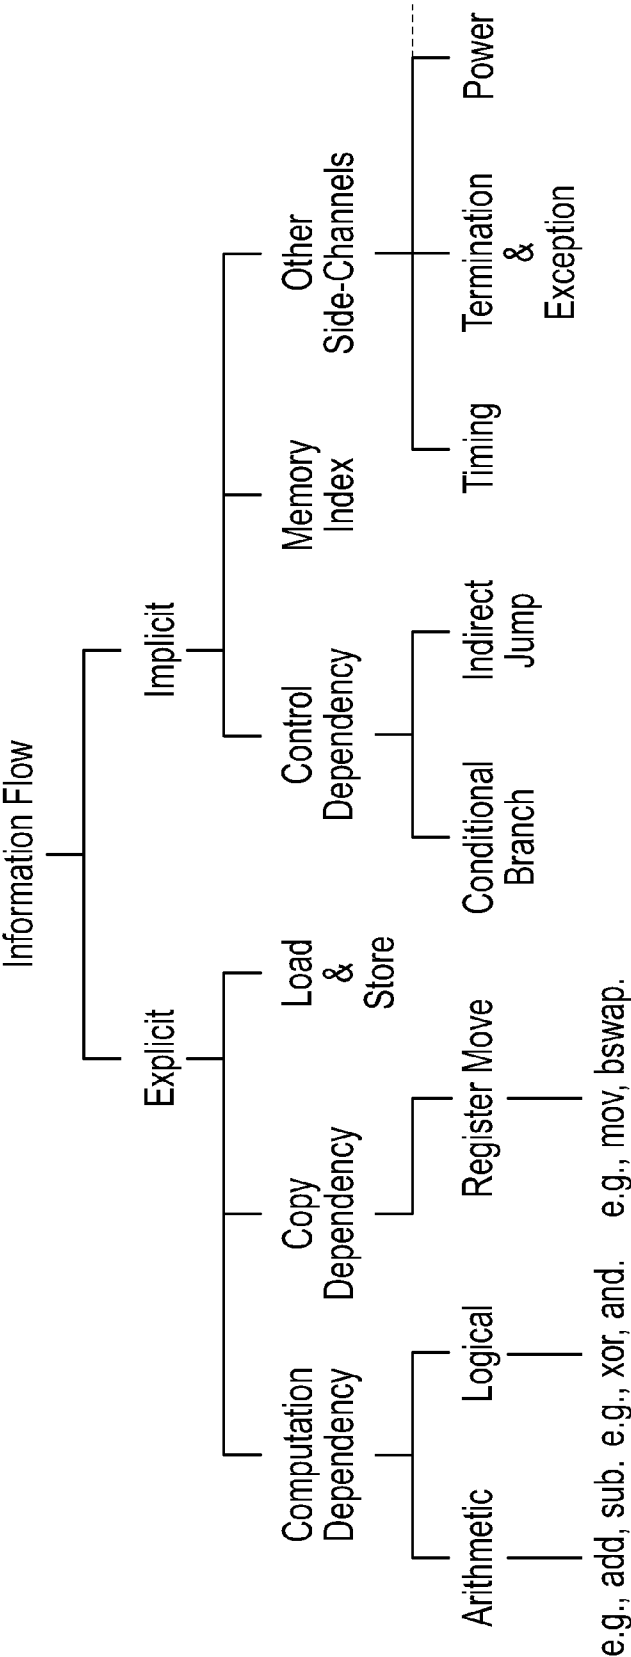 Information Flow
Explicit
Implicit
Computation
Dependency
Copy
Dependency
Load
&
Store
Control
Dependency
Memory
Index
Other
Side-Channels
Arithmetic
Logical
Register Move
Conditional
Branch
Indirect
Jump
Timing
Termination
&
Exception
Power
e.g., add, sub.
e.g., xor, and.
e.g., mov, bswap.